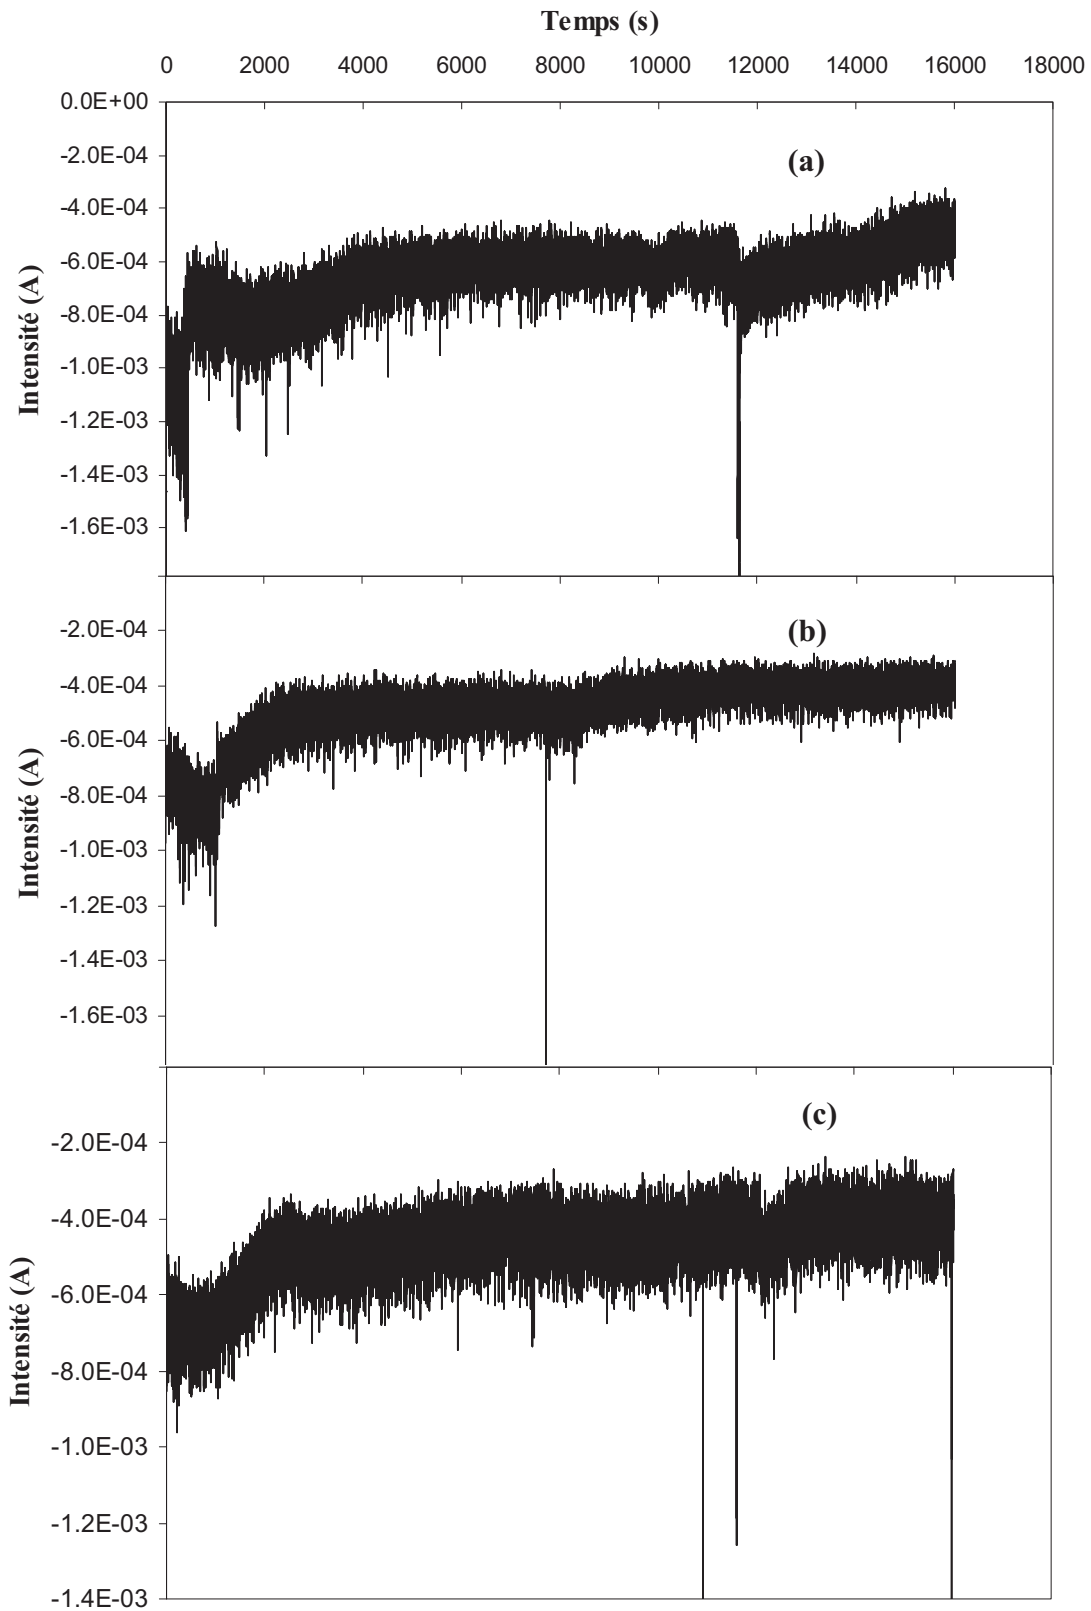 Temps (s)
0 2000 4000 6000 8000 10000 12000 14000 16000 18000
0.0E+00
-2.0E-04
(a)
-4.0E-04
-6.0E-04
-8.0E-04
-1.0E-03
-1.2E-03
-1.4E-03
-1.6E-03
Intensité (A)
-2.0E-04
(b)
-4.0E-04
-6.0E-04
-8.0E-04
-1.0E-03
-1.2E-03
-1.4E-03
-1.6E-03
Intensité (A)
(c)
-2.0E-04
-4.0E-04
-6.0E-04
-8.0E-04
-1.0E-03
-1.2E-03
-1.4E-03
Intensité (A)